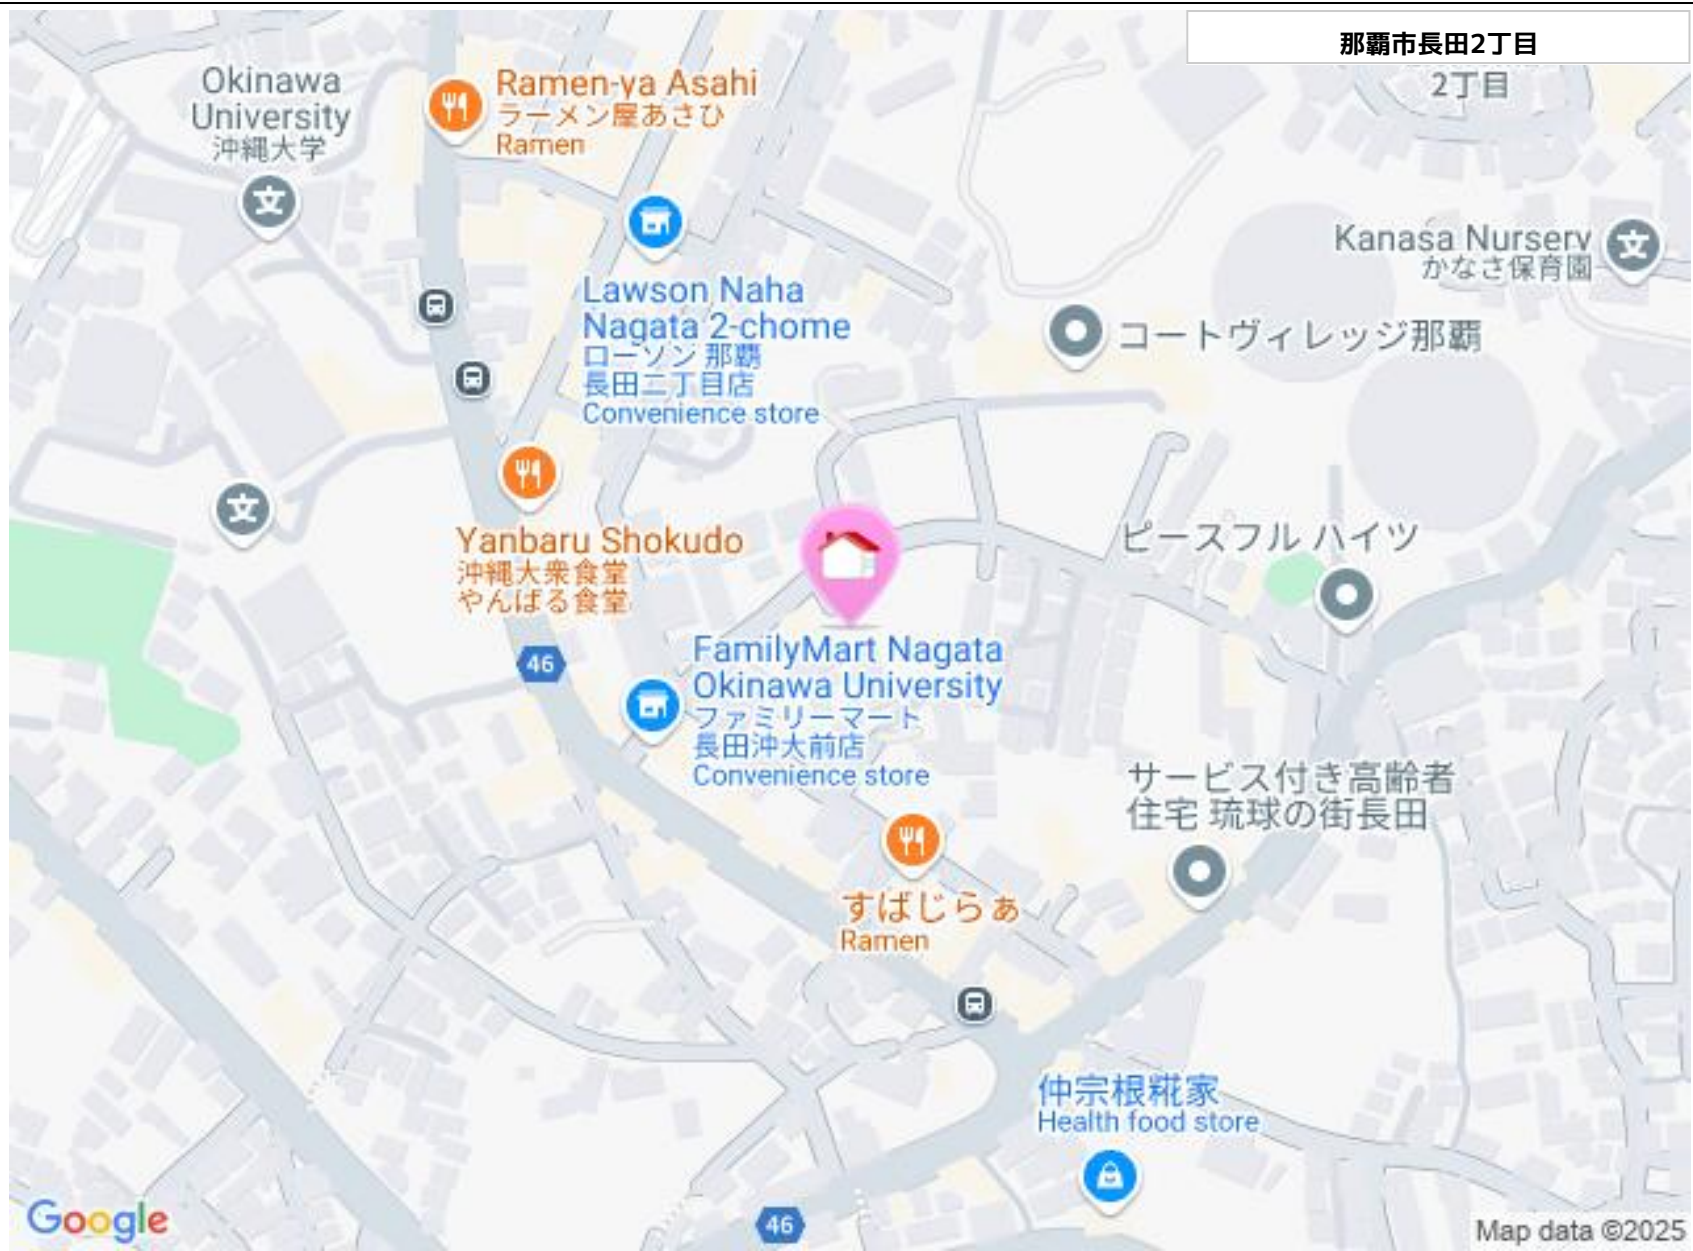 那覇市長田2丁目
2丁目
Okinawa
University
沖縄大学
Ramen-ya Asahi
ラーメン屋あさひ
Ramen
Lawson Naha
Nagata 2-chome
ローソン 那覇
長田二丁目店
Convenience store
Kanasa Nursery
かなさ保育園
コートヴィレッジ那覇
Yanbaru Shokudo
沖縄大衆食堂
やんばる食堂
ピースフル ハイツ
46
FamilyMart Nagata
Okinawa University
ファミリーマート
長田沖大前店
Convenience store
サービス付き高齢者
住宅 琉球の街長田
すばじらぁ
Ramen
仲宗根糀家
Health food store
46
Google
Map data ©2025